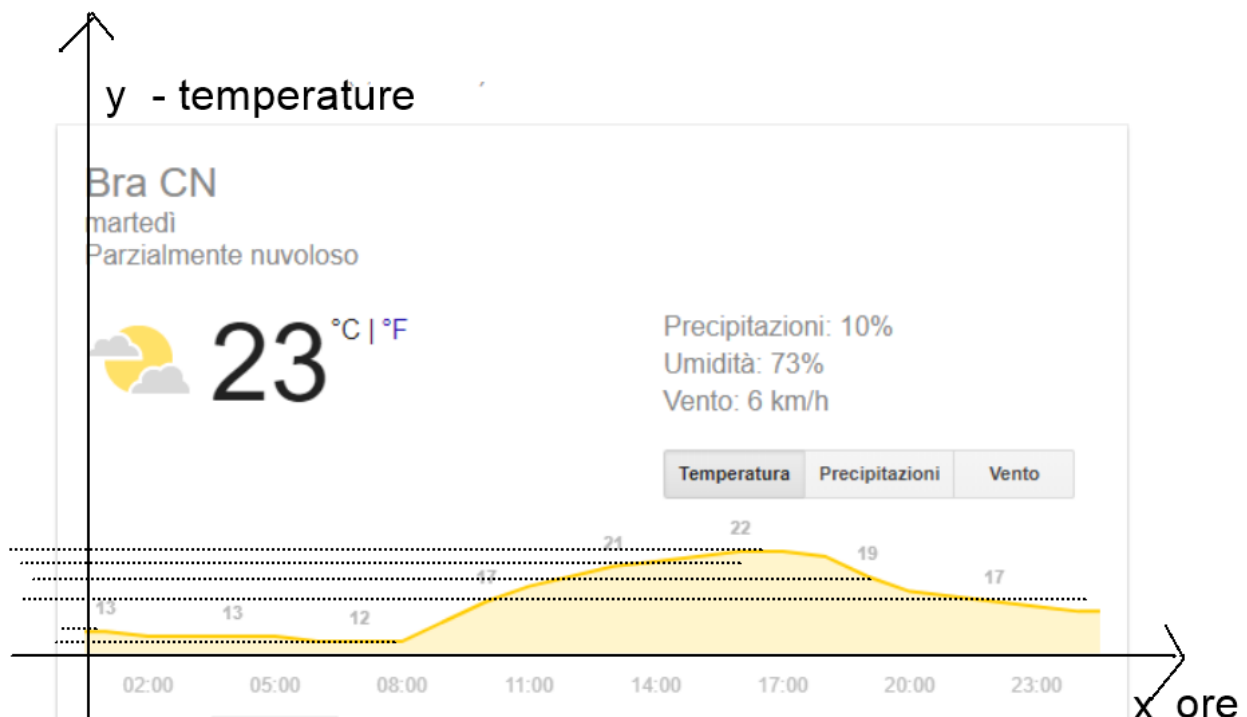 y - temperature
Bra CN
martedì
Parzialmente nuvoloso
23 °C | °F
Precipitazioni: 10%
Umidità: 73%
Vento: 6 km/h
Temperatura Precipitazioni Vento
13 13 12 17 21 22 19 17
02:00 05:00 08:00 11:00 14:00 17:00 20:00 23:00
x ore